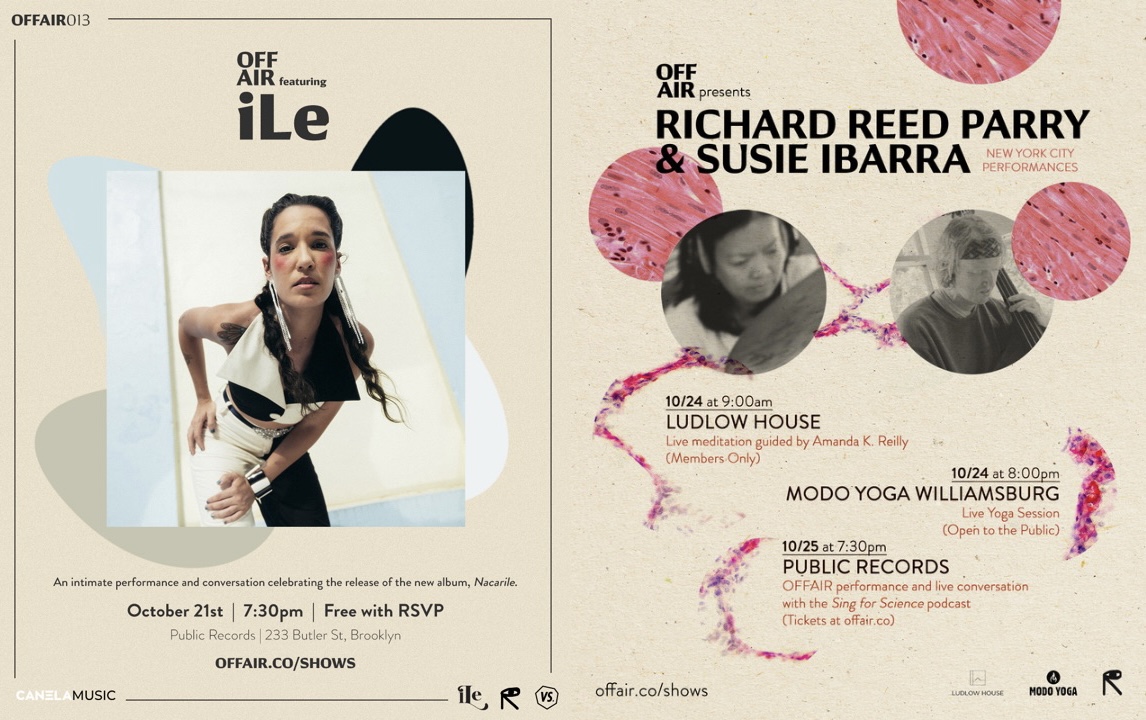 OFFAIR013
OFF
AIR featuring
iLe
An intimate performance and conversation celebrating the release of the new album, Nacarile.
October 21st | 7:30pm | Free with RSVP
Public Records | 233 Butler St, Brooklyn
OFFAIR.CO/SHOWS
CANELAMUSIC
iLe
R
VS.
OFF
AIR presents
RICHARD REED PARRY
& SUSIE IBARRA
NEW YORK CITY
PERFORMANCES
10/24 at 9:00am
LUDLOW HOUSE
Live meditation guided by Amanda K. Reilly
(Members Only)
10/24 at 8:00pm
MODO YOGA WILLIAMSBURG
Live Yoga Session
(Open to the Public)
10/25 at 7:30pm
PUBLIC RECORDS
OFFAIR performance and live conversation
with the Sing for Science podcast
(Tickets at offair.co)
offair.co/shows
LUDLOW HOUSE
MODO YOGA
R